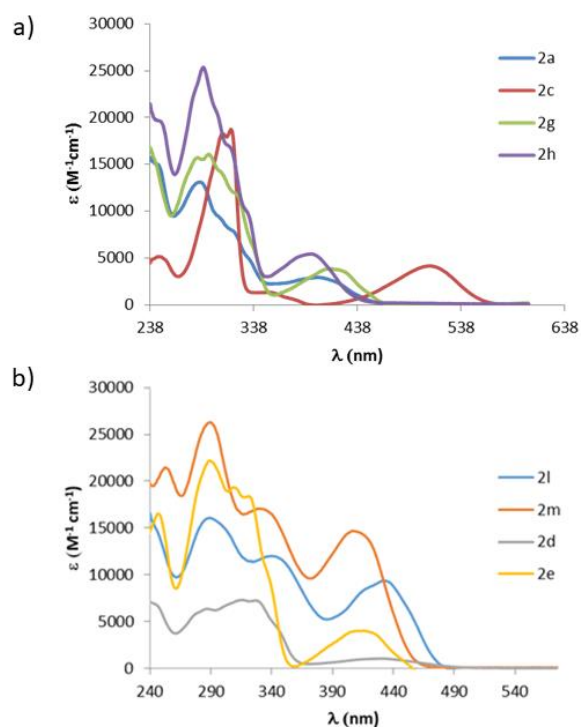 a)
30000
25000
20000
15000
10000
5000
0
ε (M⁻¹cm⁻¹)
238 338 438 538 638
λ (nm)
2a
2c
2g
2h
b)
30000
25000
20000
15000
10000
5000
0
ε (M⁻¹ cm⁻¹)
240 290 340 390 440 490 540
λ (nm)
2l
2m
2d
2e